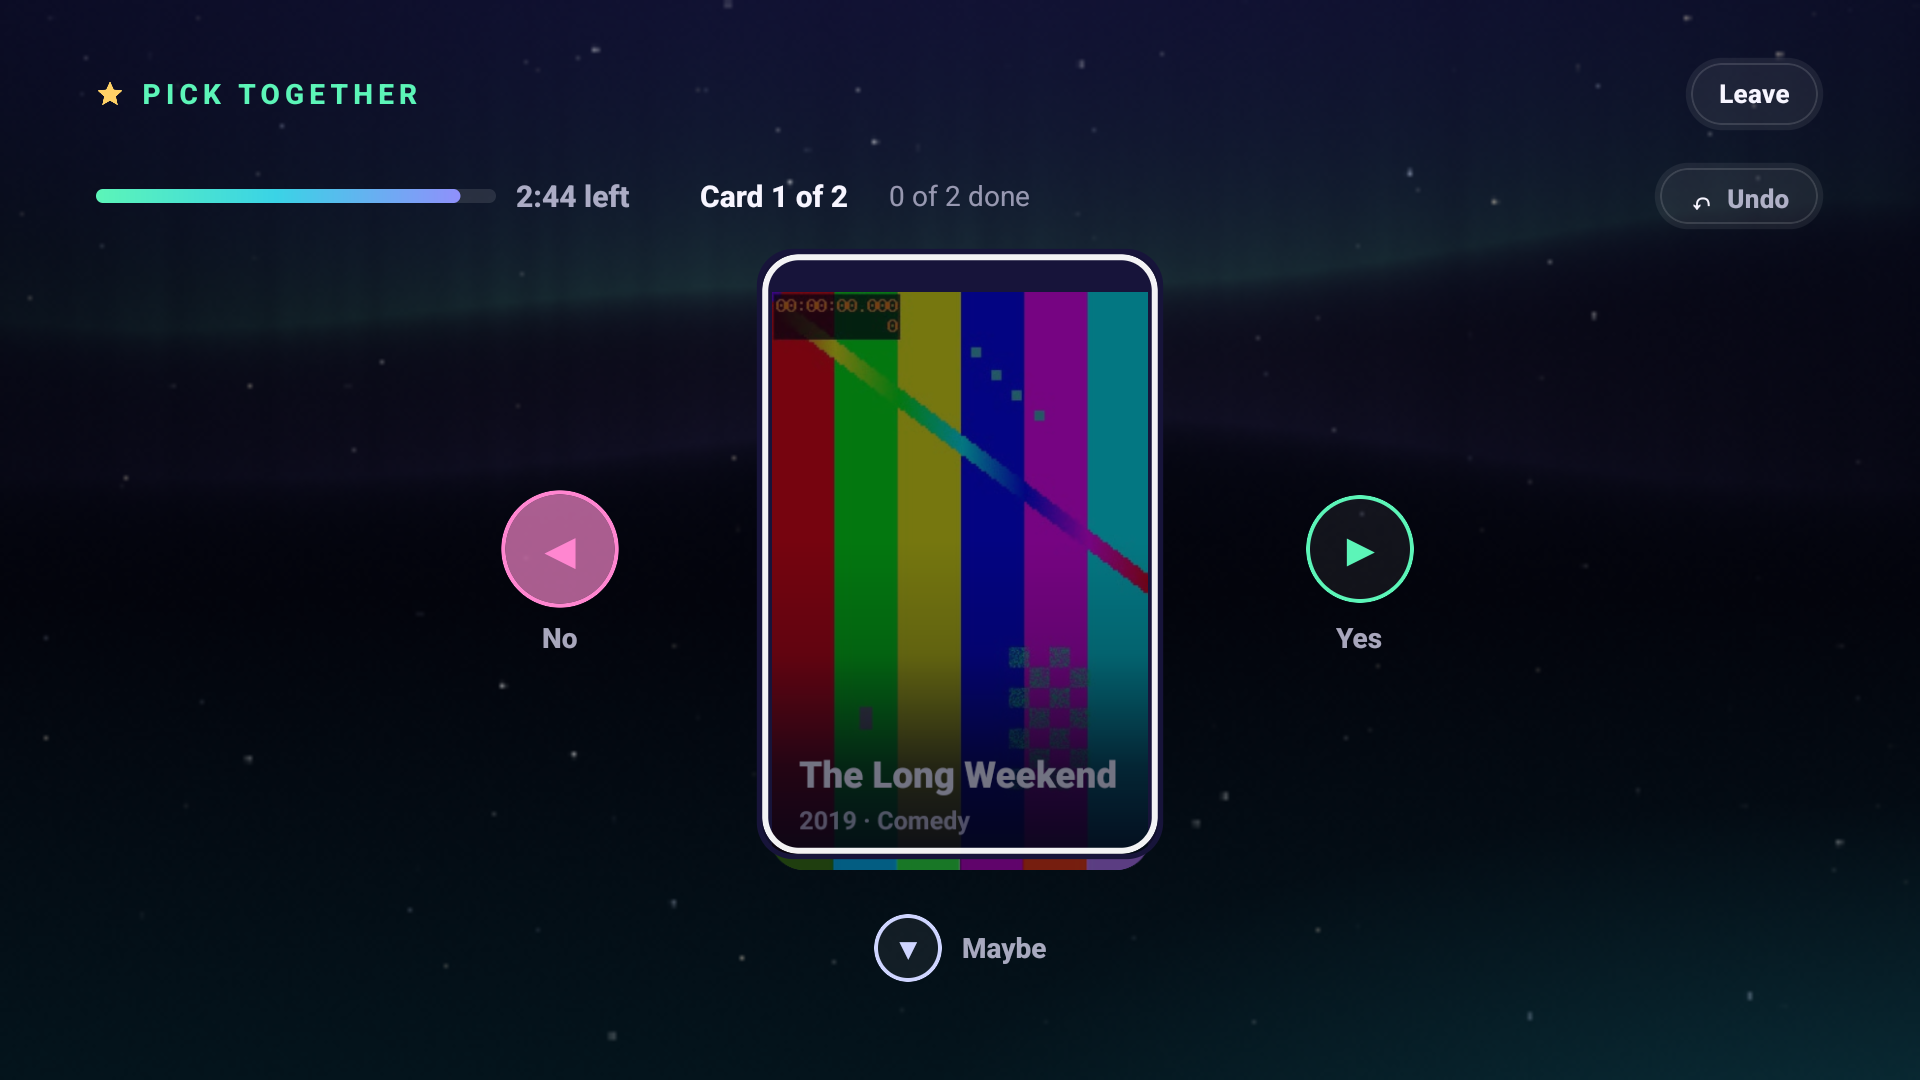 PICK TOGETHER
Leave
2:44 left
Card 1 of 2
0 of 2 done
Undo
00:00:00.000
0
No
Yes
The Long Weekend
2019 · Comedy
Maybe